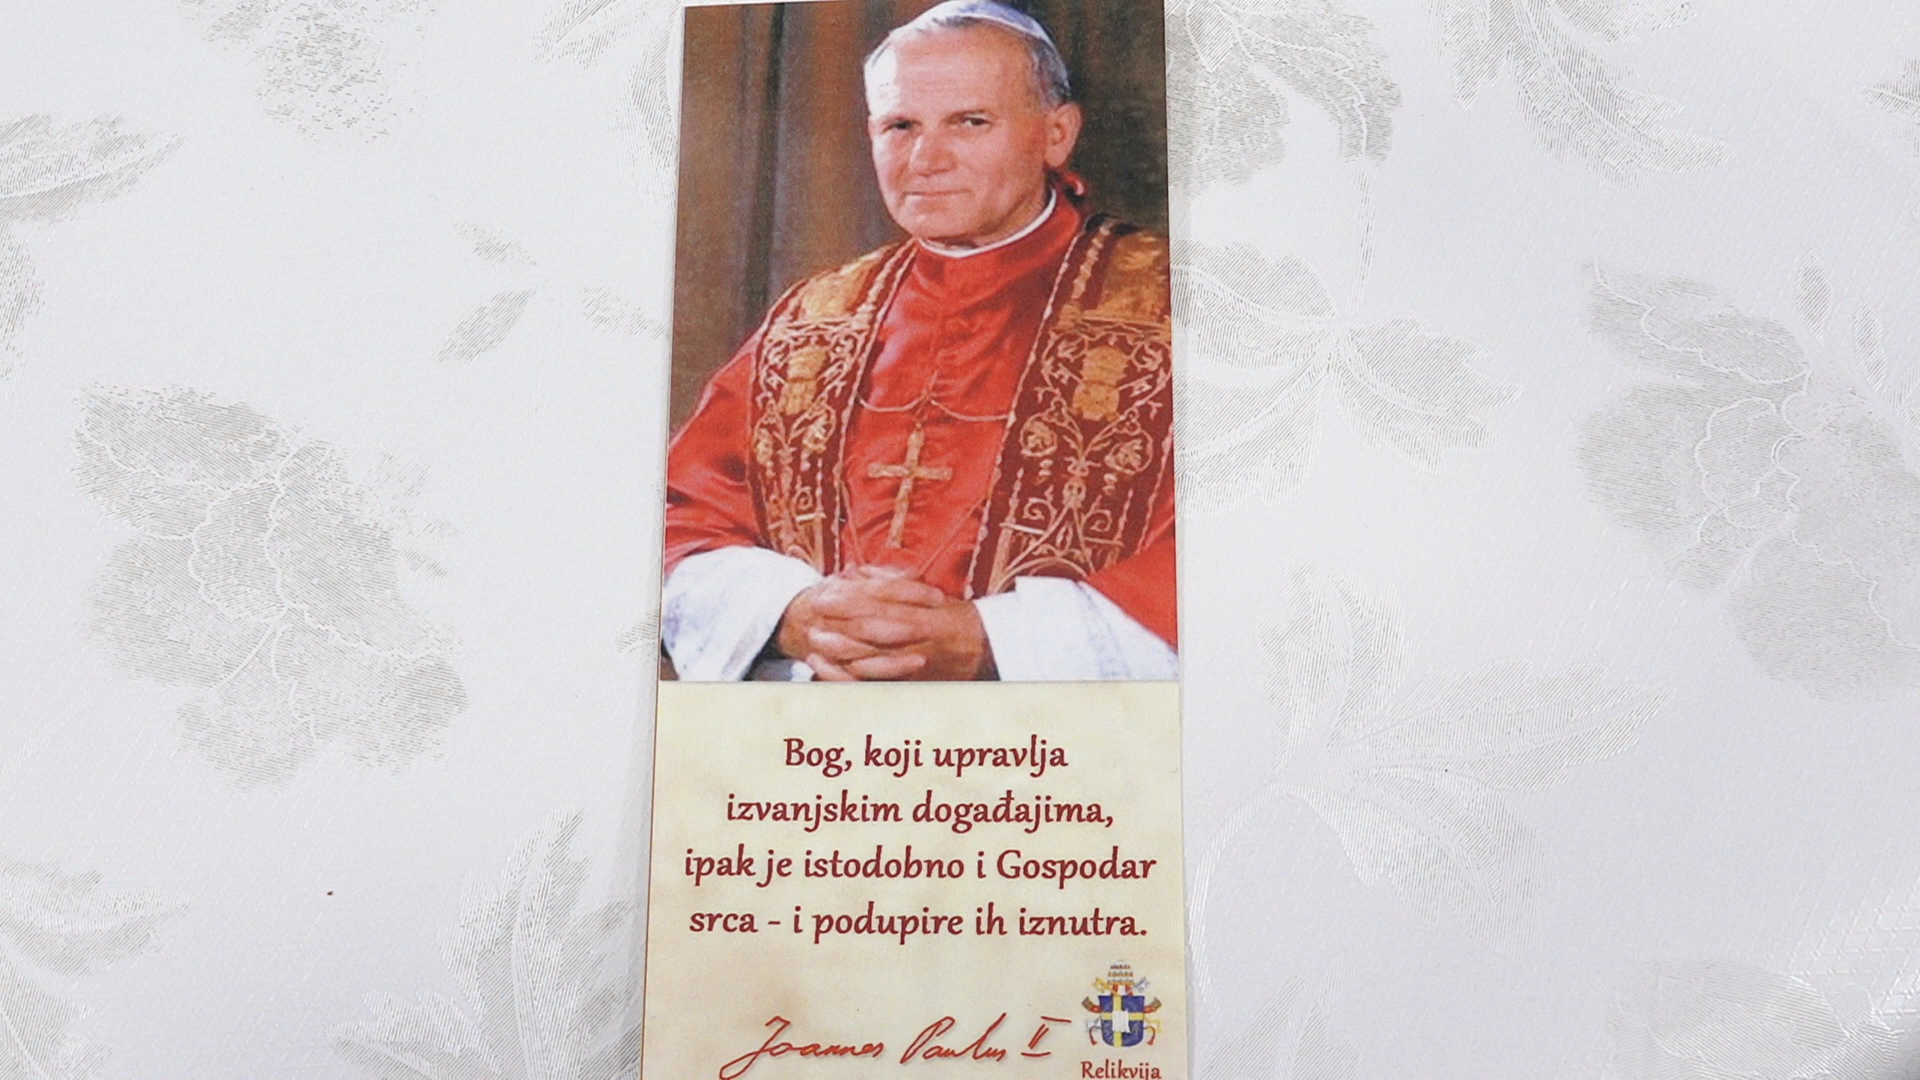 Bog, koji upravlja
izvanjskim događajima,
ipak je istodobno i Gospodar
srca - i podupire ih iznutra.
Joannes Paulus II
Relikvija